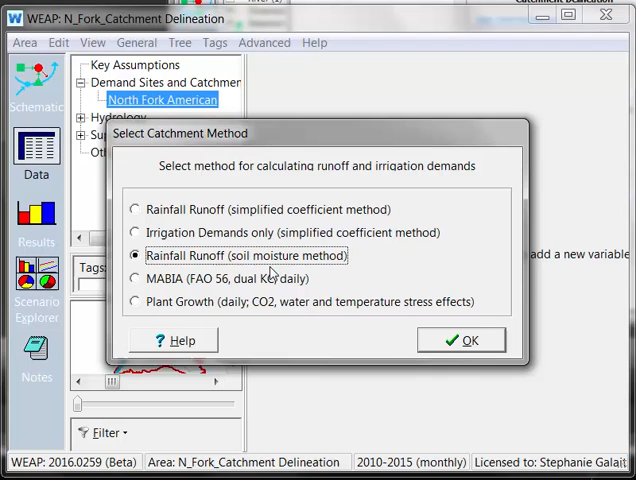 WEAP: N_Fork_Catchment Delineation
Area Edit View General Tree Tags Advanced Help
Schematic
Data
Results
Scenario
Explorer
Notes
Key Assumptions
Demand Sites and Catchmen
North Fork American
Hydrology
Sup
Oth
Tags:
Select Catchment Method
Select method for calculating runoff and irrigation demands
Rainfall Runoff (simplified coefficient method)
Irrigation Demands only (simplified coefficient method)
Rainfall Runoff (soil moisture method)
MABIA (FAO 56, dual Kc, daily)
Plant Growth (daily; CO2, water and temperature stress effects)
? Help
OK
add a new variable
Filter
WEAP: 2016.0259 (Beta) Area: N_Fork_Catchment Delineation 2010-2015 (monthly) Licensed to: Stephanie Galait